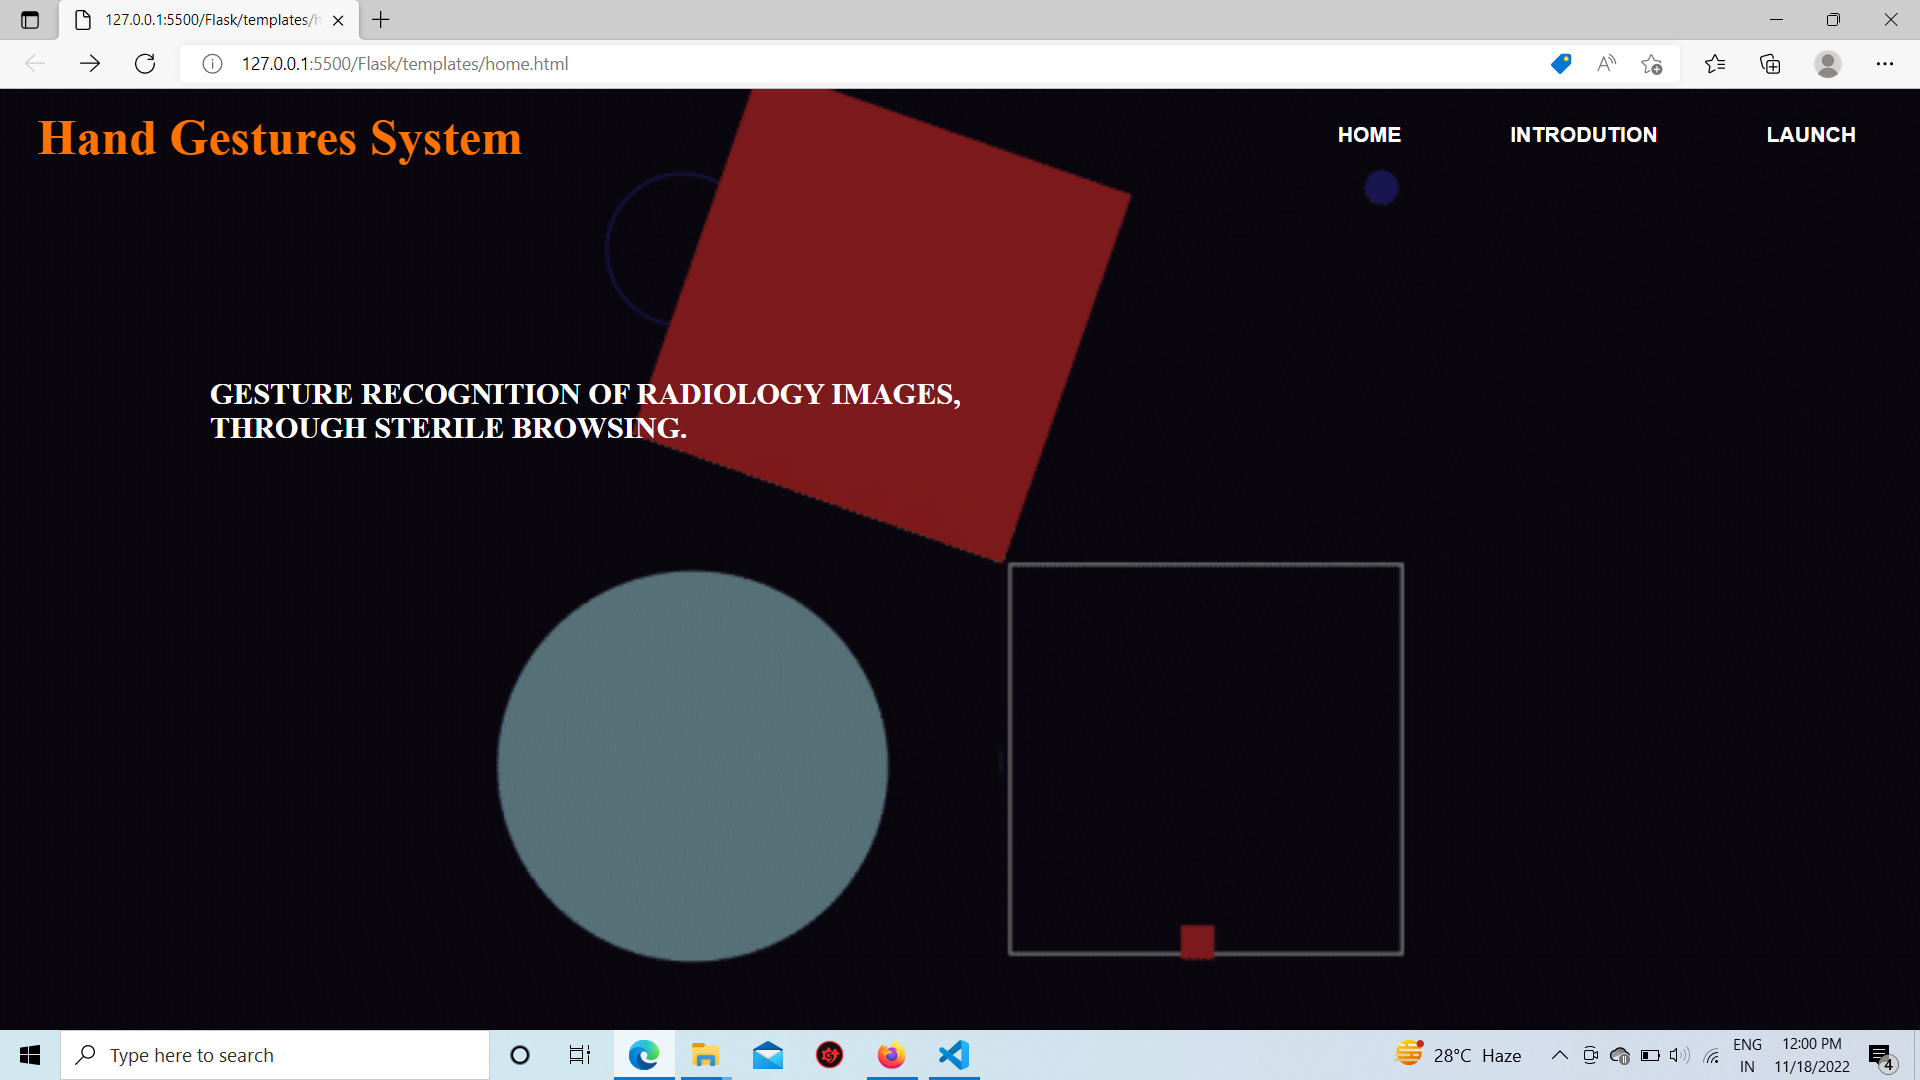 127.0.0.1:5500/Flask/templates/h
127.0.0.1:5500/Flask/templates/home.html
Hand Gestures System
HOME
INTRODUTION
LAUNCH
GESTURE RECOGNITION OF RADIOLOGY IMAGES,
THROUGH STERILE BROWSING.
Type here to search
28°C Haze
ENG
IN
12:00 PM
11/18/2022
4